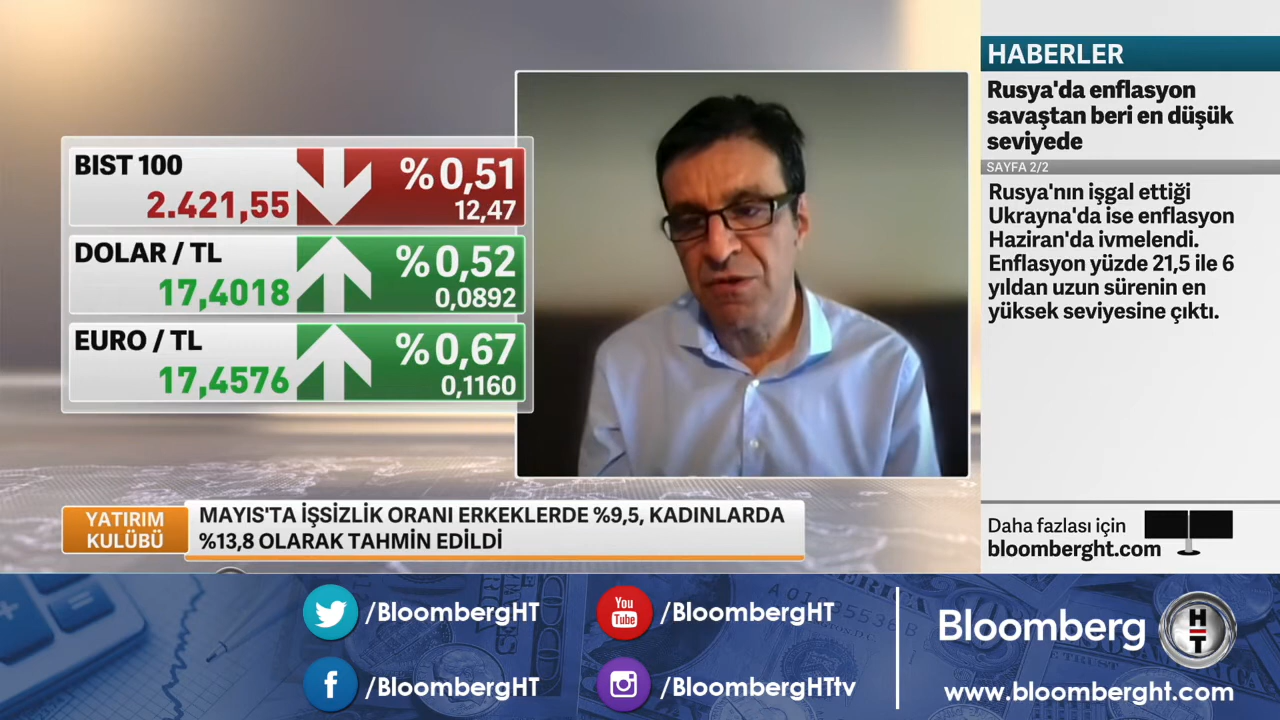 BIST 100
2.421,55
%0,51
12,47
DOLAR / TL
17,4018
%0,52
0,0892
EURO / TL
17,4576
%0,67
0,1160
YATIRIM
KULÜBÜ
MAYIS'TA İŞSİZLİK ORANI ERKEKLERDE %9,5, KADINLARDA
%13,8 OLARAK TAHMİN EDİLDİ
HABERLER
Rusya'da enflasyon
savaştan beri en düşük
seviyede
SAYFA 2/2
Rusya'nın işgal ettiği
Ukrayna'da ise enflasyon
Haziran'da ivmelendi.
Enflasyon yüzde 21,5 ile 6
yıldan uzun sürenin en
yüksek seviyesine çıktı.
Daha fazlası için
bloomberght.com
/BloombergHT
You
Tube
/BloombergHT
f
/BloombergHT
/BloombergHTtv
Bloomberg HT
www.bloomberght.com